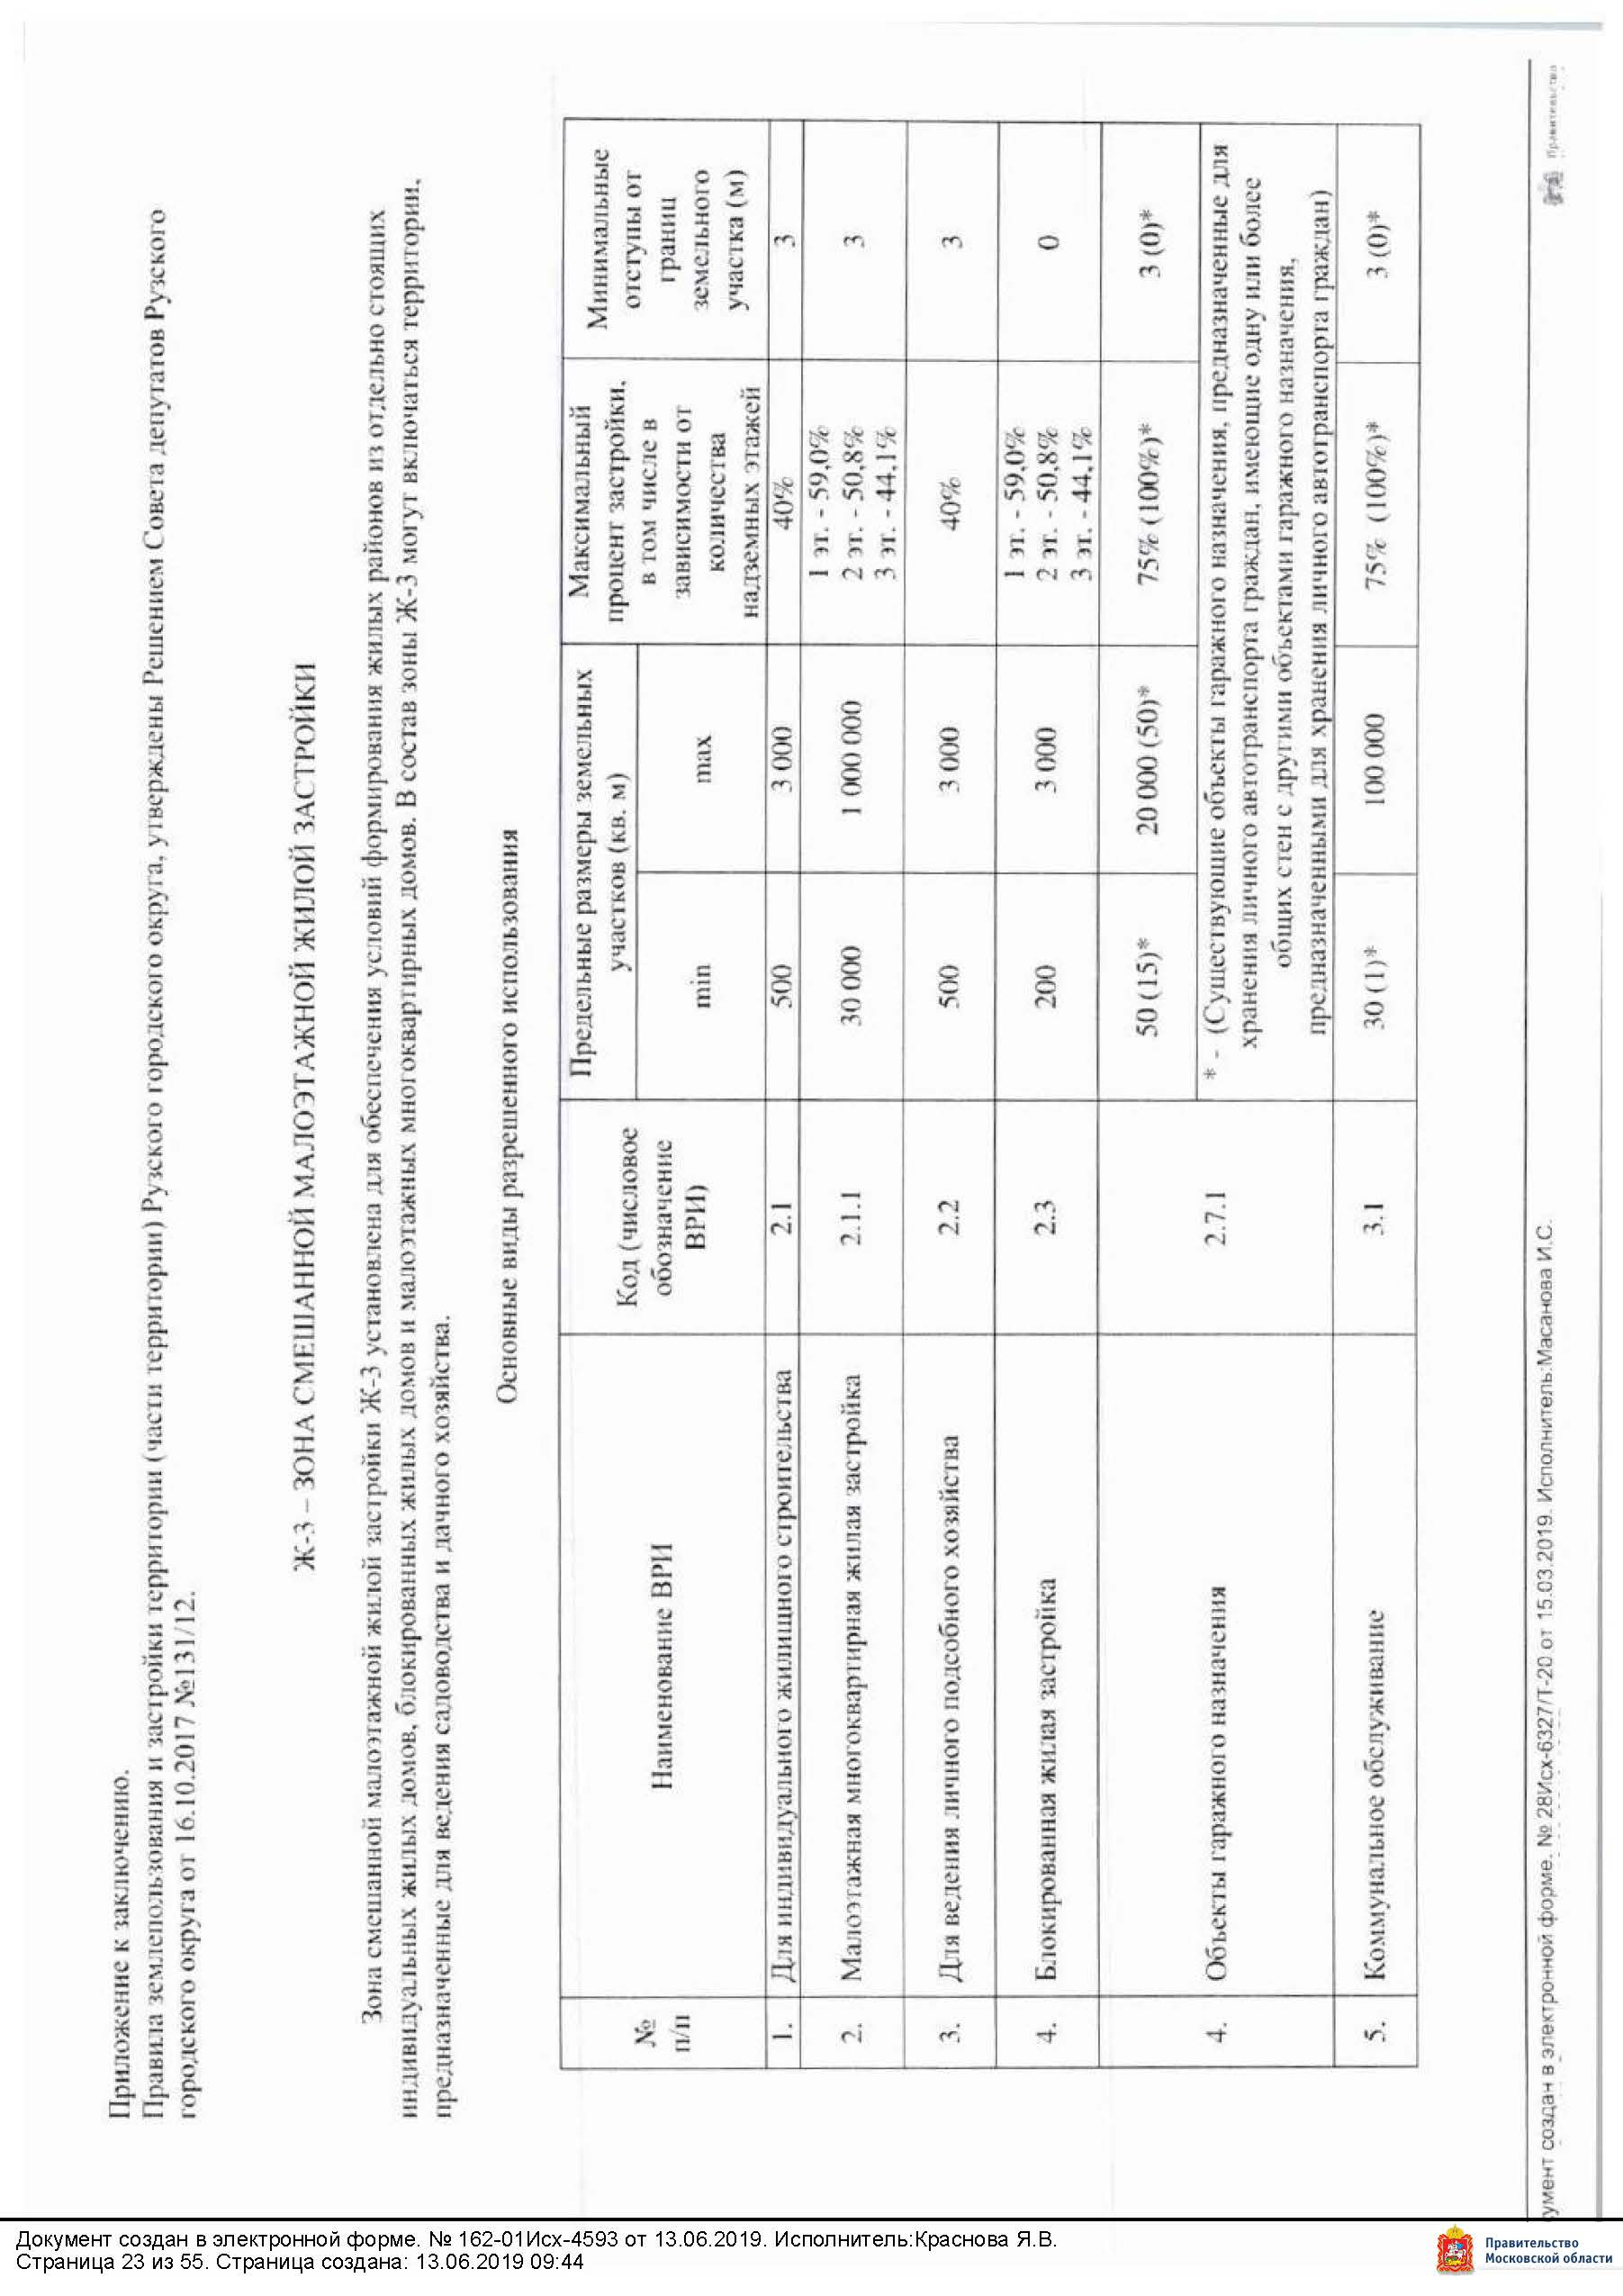 Приложение к заключению.
Правила землепользования и застройки территории (части территории) Рузского городского округа, утверждены Решением Совета депутатов Рузского
городского округа от 16.10.2017 №131/12.
Ж-3 – ЗОНА СМЕШАННОЙ МАЛОЭТАЖНОЙ ЖИЛОЙ ЗАСТРОЙКИ
Зона смешанной малоэтажной жилой застройки Ж-3 установлена для обеспечения условий формирования жилых районов из отдельно стоящих
индивидуальных жилых домов, блокированных жилых домов и малоэтажных многоквартирных домов. В состав зоны Ж-3 могут включаться территории,
предназначенные для ведения садоводства и дачного хозяйства.
Основные виды разрешенного использования
№
п/п
Наименование ВРИ
Код (числовое
обозначение
ВРИ)
Предельные размеры земельных
участков (кв. м)
min
max
Максимальный
процент застройки,
в том числе в
зависимости от
количества
надземных этажей
Минимальные
отступы от
границ
земельного
участка (м)
1. Для индивидуального жилищного строительства 2.1 500 3 000 40% 3
2. Малоэтажная многоквартирная жилая застройка 2.1.1 30 000 1 000 000
1 эт. - 59,0%
2 эт. - 50,8%
3 эт. - 44,1%
3
3. Для ведения личного подсобного хозяйства 2.2 500 3 000 40% 3
4. Блокированная жилая застройка 2.3 200 3 000
1 эт. - 59,0%
2 эт. - 50,8%
3 эт. - 44,1%
0
4. Объекты гаражного назначения 2.7.1
50 (15)* 20 000 (50)* 75% (100%)* 3 (0)*
* - (Существующие объекты гаражного назначения, предназначенные для
хранения личного автотранспорта граждан, имеющие одну или более
общих стен с другими объектами гаражного назначения,
предназначенными для хранения личного автотранспорта граждан)
5. Коммунальное обслуживание 3.1 30 (1)* 100 000 75% (100%)* 3 (0)*
умент создан в электронной форме. № 28Исх-6327/Т-20 от 15.03.2019. Исполнитель:Масанова И.С.
Правительство
Документ создан в электронной форме. № 162-01Исх-4593 от 13.06.2019. Исполнитель:Краснова Я.В.
Страница 23 из 55. Страница создана: 13.06.2019 09:44
Правительство
Московской области